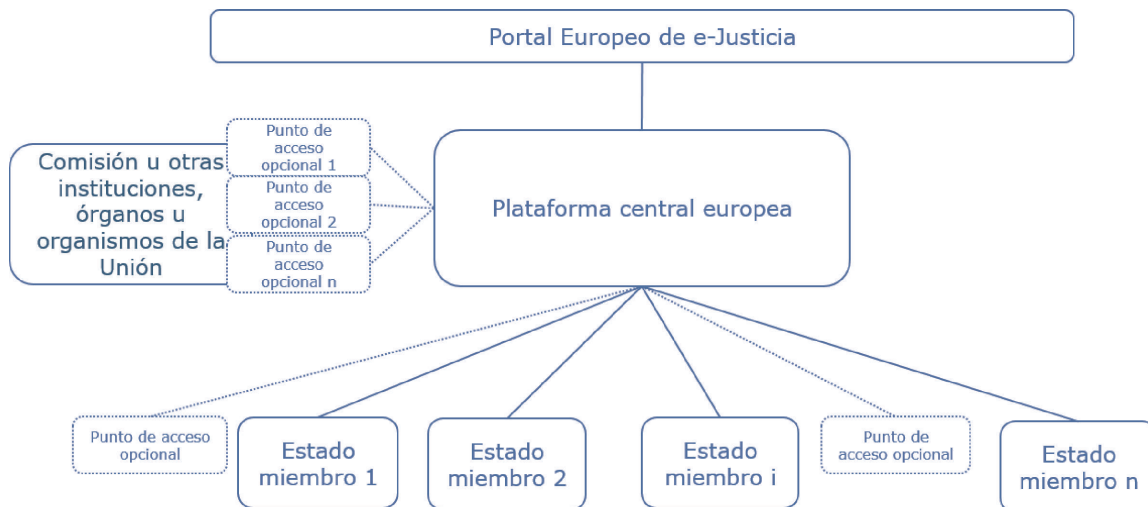 Portal Europeo de e-Justicia
Comisión u otras
instituciones,
órganos u
organismos de la
Unión
Punto de
acceso
opcional 1
Punto de
acceso
opcional 2
Punto de
acceso
opcional n
Plataforma central europea
Punto de acceso
opcional
Estado
miembro 1
Estado
miembro 2
Estado
miembro i
Punto de
acceso opcional
Estado
miembro n